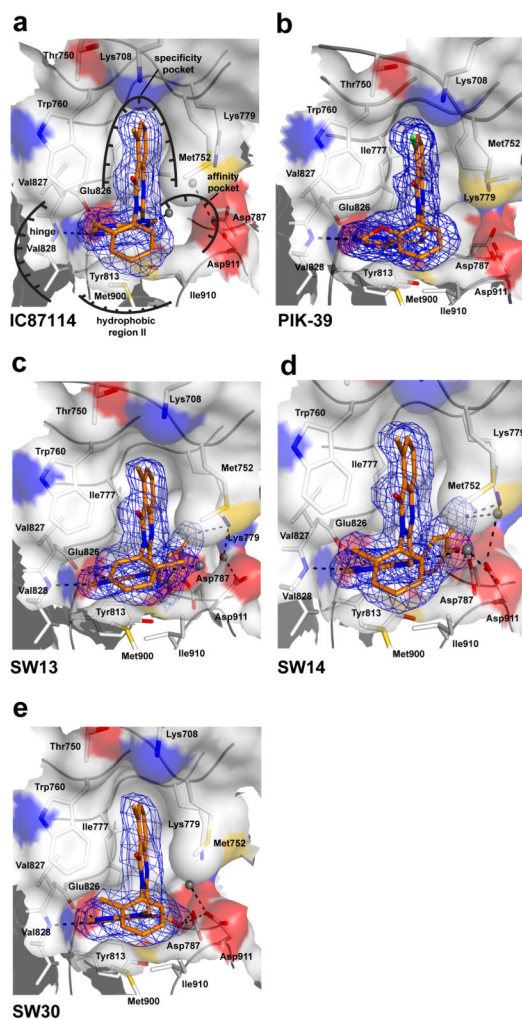 a
Lys708
specificity
pocket
Thr750
Lys779
Trp760
Met752
affinity
pocket
Val827
Glu826
Asp787
hinge
Val828
Tyr813
Asp911
Met900
Ile910
hydrophobic
region II
IC87114
b
Lys708
Thr750
Trp760
Ile777
Met752
Val827
Glu826
Lys779
Val828
Tyr813
Asp787
Met900
Asp911
Ile910
PIK-39
c
Lys708
Thr750
Trp760
Ile777
Met752
Val827
Glu826
Lys779
Asp787
Val828
Tyr813
Asp911
Met900
Ile910
SW13
d
Lys779
Trp760
Met752
Ile777
Val827
Glu826
Val828
Tyr813
Asp787
Asp911
Met900
Ile910
SW14
e
Lys708
Thr750
Trp760
Ile777
Lys779
Met752
Val827
Glu826
Val828
Asp787
Tyr813
Asp911
Ile910
Met900
SW30